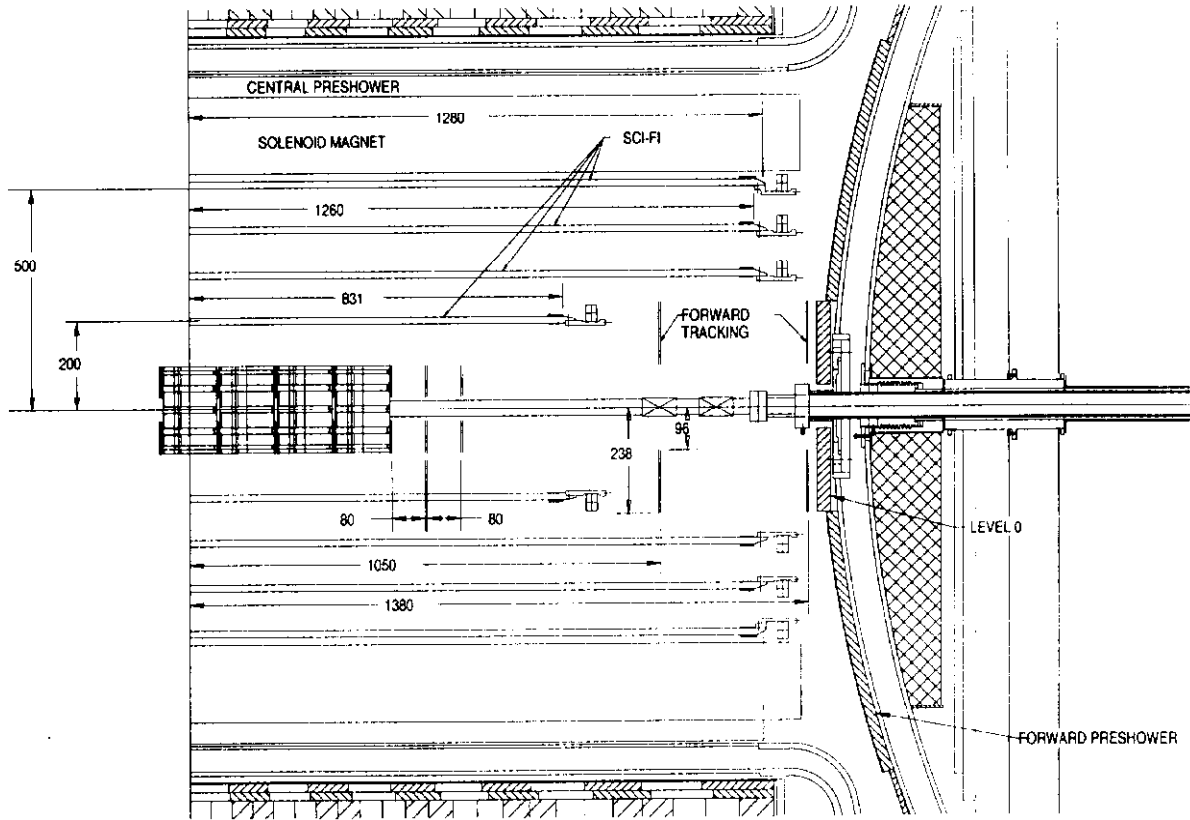 CENTRAL PRESHOWER
1280
SOLENOID MAGNET
SCI-FI
1260
500
831
FORWARD
TRACKING
200
96
238
80
80
LEVEL 0
1050
1380
FORWARD PRESHOWER